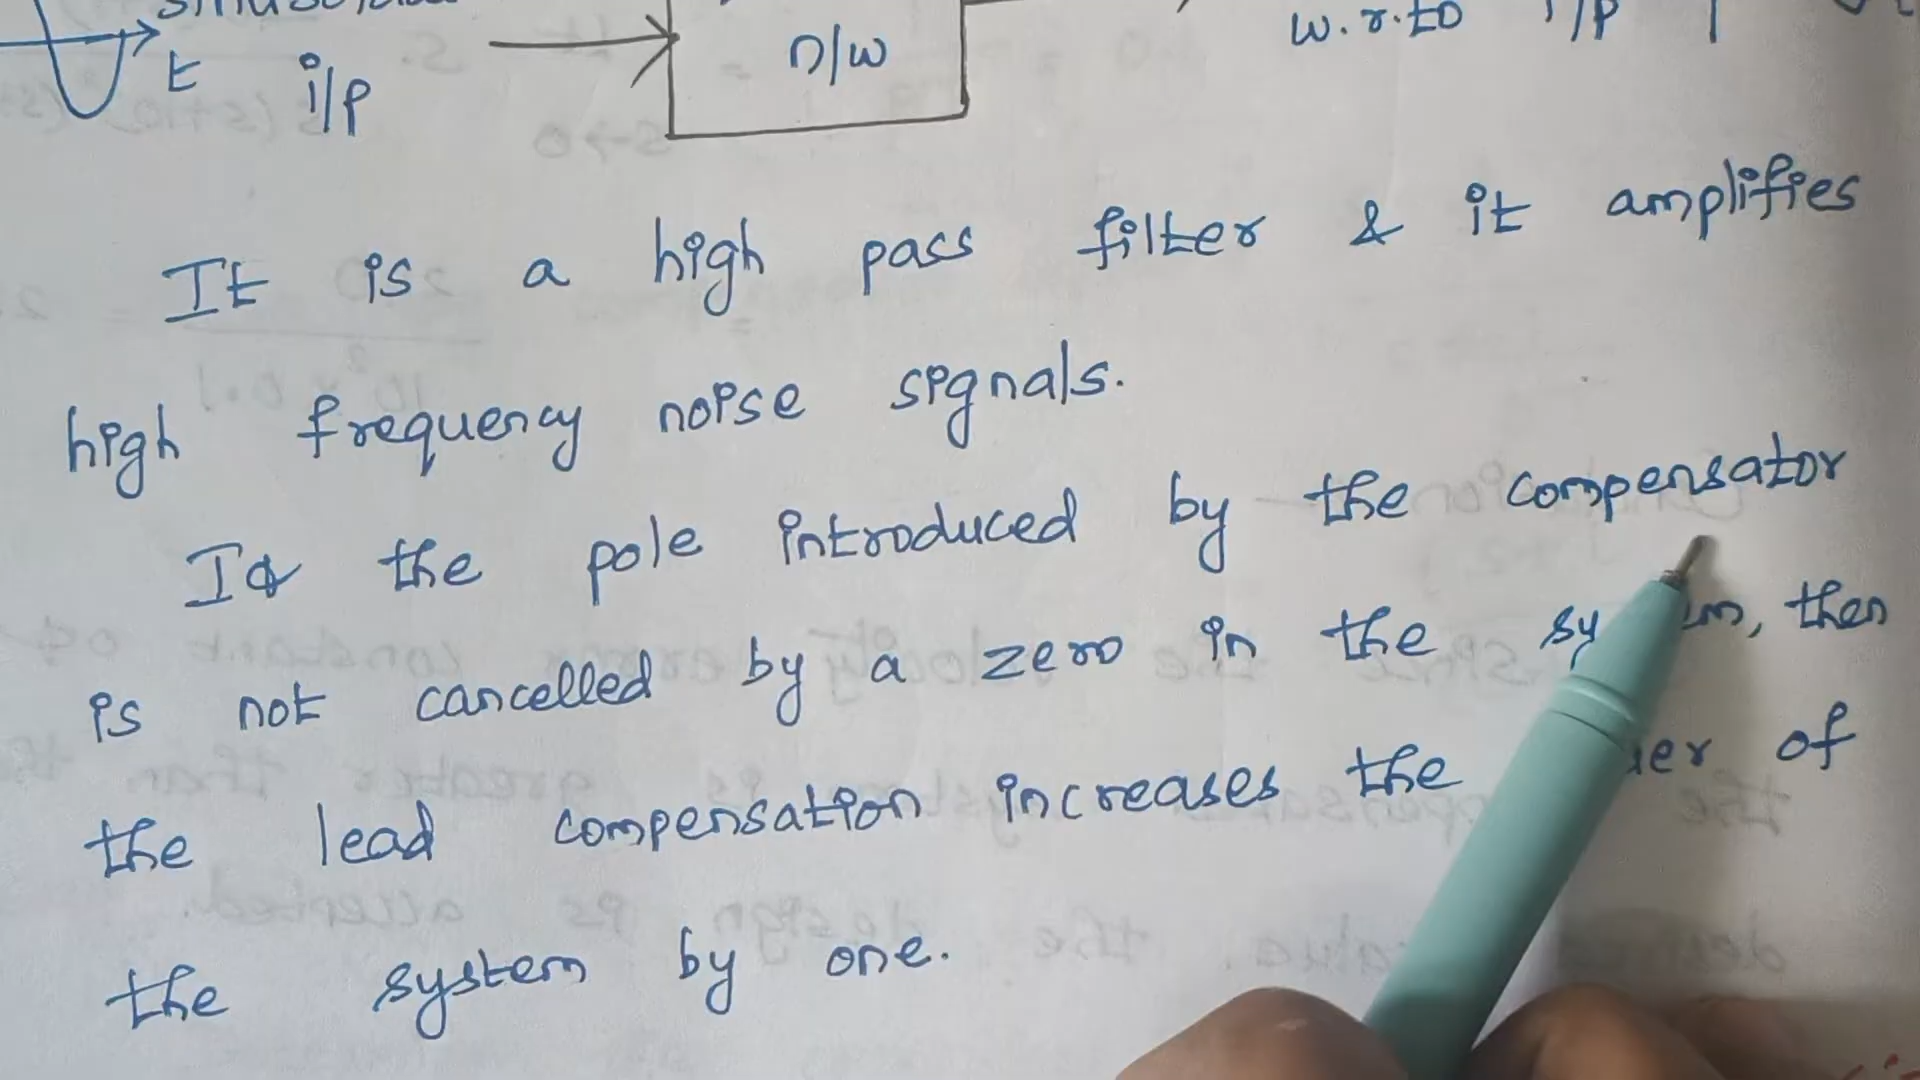 t i/p n/w w.r.to i/p
It is a high pass filter & it amplifies
high frequency noise signals.
If the pole introduced by the compensator
is not cancelled by a zero in the then
the lead compensation increases the of
the system by one.